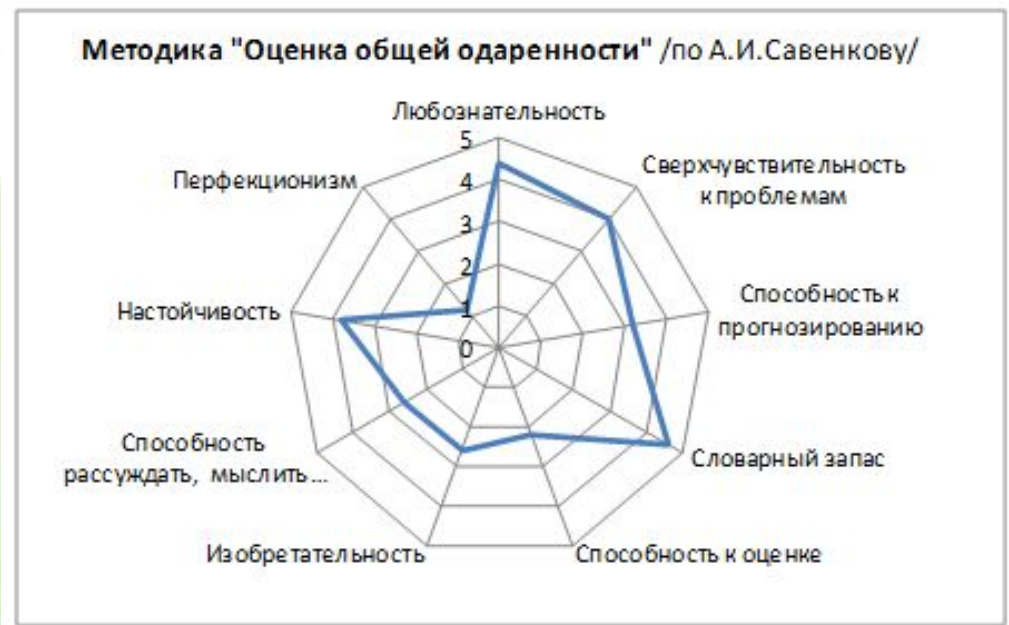 Методика "Оценка общей одаренности" /по А.И.Савенкову/
Любознательность
Сверхчувствительность
к проблемам
Способность к
прогнозированию
Словарный запас
Способность к оценке
Изобретательность
Способность
рассуждать, мыслить...
Настойчивость
Перфекционизм
5
4
3
2
1
0